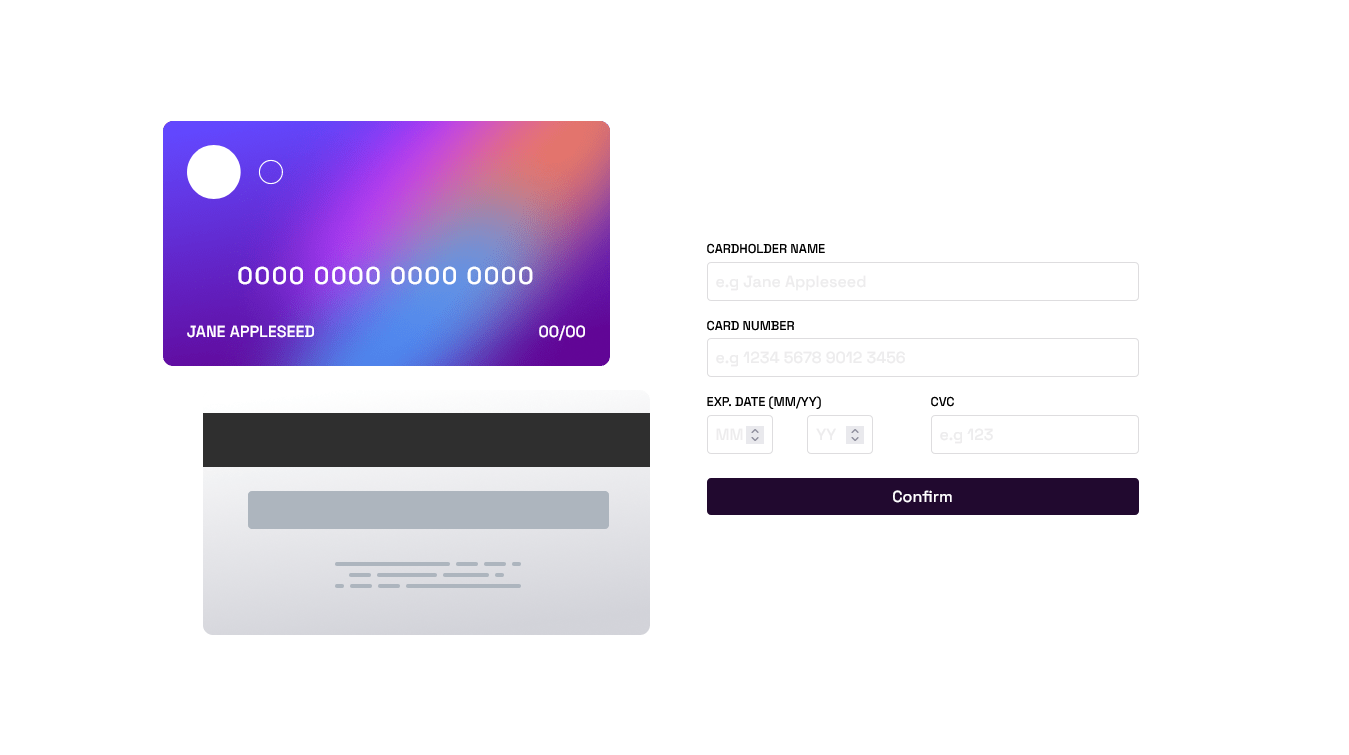 0000 0000 0000 0000
JANE APPLESEED 00/00
CARDHOLDER NAME
e.g Jane Appleseed
CARD NUMBER
e.g 1234 5678 9012 3456
EXP. DATE (MM/YY) CVC
MM YY e.g 123
Confirm